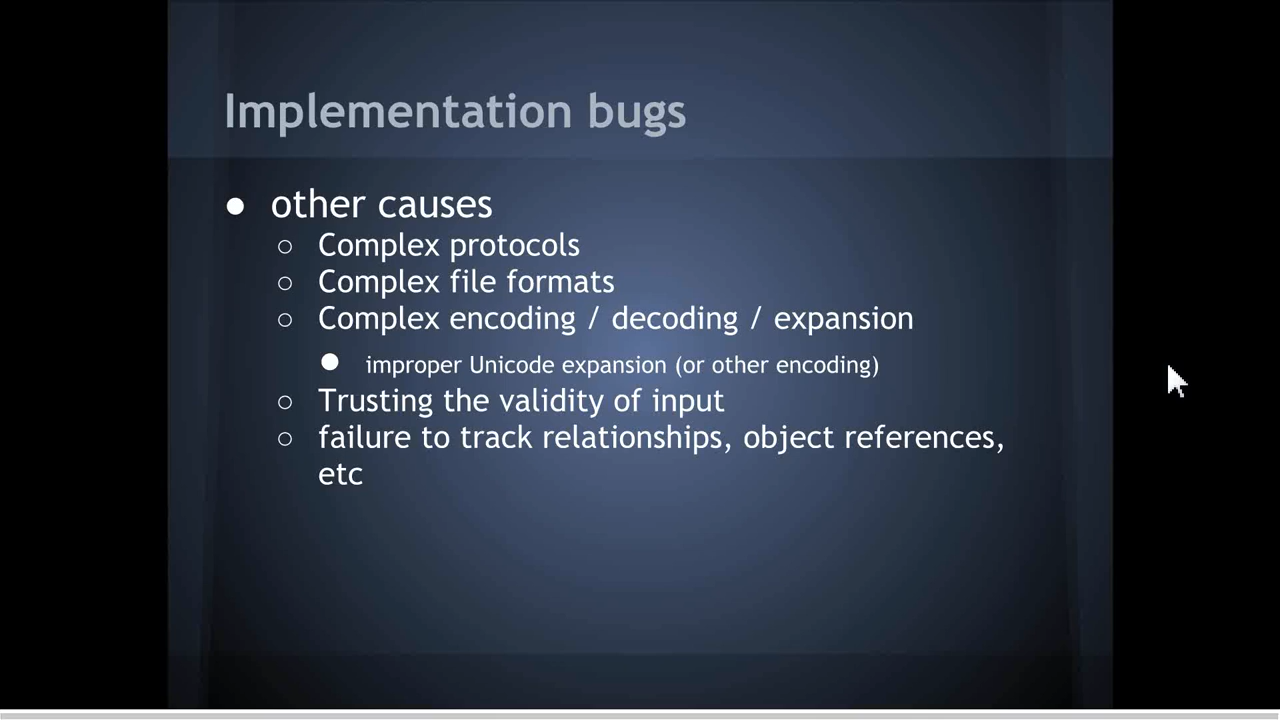 Implementation bugs
● other causes
○ Complex protocols
○ Complex file formats
○ Complex encoding / decoding / expansion
● improper Unicode expansion (or other encoding)
○ Trusting the validity of input
○ failure to track relationships, object references,
etc